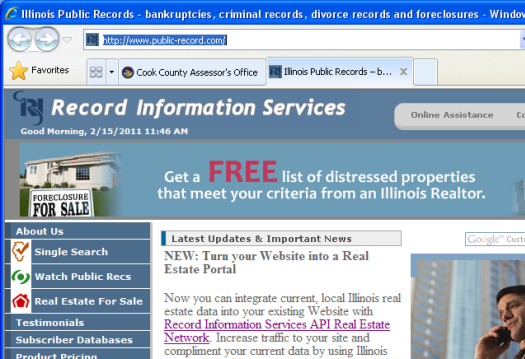 Illinois Public Records - bankruptcies, criminal records, divorce records and foreclosures - Windo
http://www.public-record.com/
Favorites
Cook County Assessor's Office
Illinois Public Records – b...
RIS
Record Information Services
Online Assistance
Good Morning, 2/15/2011 11:46 AM
Get a FREE list of distressed properties
that meet your criteria from an Illinois Realtor.
FORECLOSURE
FOR SALE
About Us
Single Search
Watch Public Recs
Real Estate For Sale
Testimonials
Subscriber Databases
Product Pricing
Latest Updates & Important News
Google™ Cust
NEW: Turn your Website into a Real
Estate Portal
Now you can integrate current, local Illinois real
estate data into your existing Website with
Record Information Services API Real Estate
Network. Increase traffic to your site and
compliment your current data by using Illinois